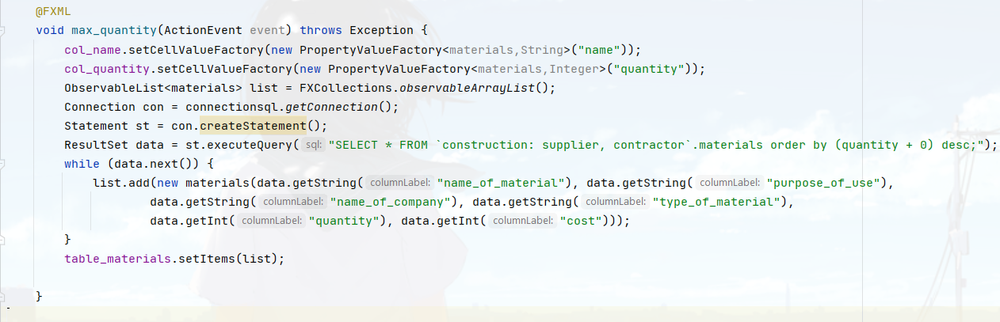 @FXML
void max_quantity(ActionEvent event) throws Exception {
col_name.setCellValueFactory(new PropertyValueFactory<materials,String>("name"));
col_quantity.setCellValueFactory(new PropertyValueFactory<materials,Integer>("quantity"));
ObservableList<materials> list = FXCollections.observableArrayList();
Connection con = connectionsql.getConnection();
Statement st = con.createStatement();
ResultSet data = st.executeQuery( sql: "SELECT * FROM `construction: supplier, contractor`.materials order by (quantity + 0) desc;");
while (data.next()) {
list.add(new materials(data.getString( columnLabel: "name_of_material"), data.getString( columnLabel: "purpose_of_use"),
data.getString( columnLabel: "name_of_company"), data.getString( columnLabel: "type_of_material"),
data.getInt( columnLabel: "quantity"), data.getInt( columnLabel: "cost")));
}
table_materials.setItems(list);
}